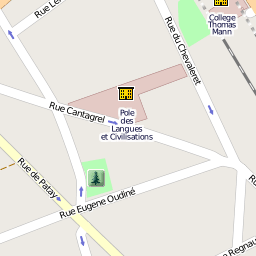 Rue Le
College
Thomas
Mann
Rue du Chevaleret
Rue Cantagrel
Pole
des
Langues
et Civilisations
Rue de Patay
Rue Eugene Oudiné
Rue Regnau